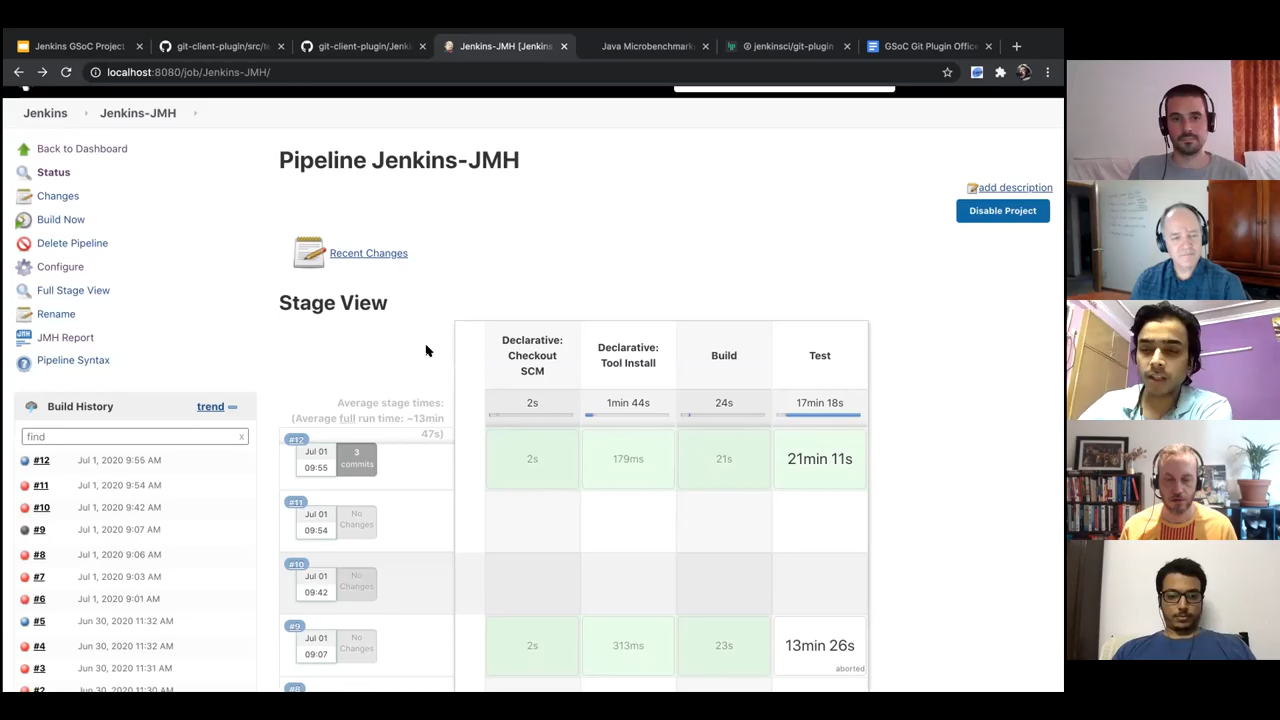 Jenkins GSoC Project
git-client-plugin/src/te
git-client-plugin/Jenki
Jenkins-JMH [Jenkins
Java Microbenchmark
jenkinsci/git-plugin
GSoC Git Plugin Office
localhost:8080/job/Jenkins-JMH/
Jenkins
Jenkins-JMH
Back to Dashboard
Status
Changes
Build Now
Delete Pipeline
Configure
Full Stage View
Rename
JMH Report
Pipeline Syntax
Build History
trend
find
x
#12 Jul 1, 2020 9:55 AM
#11 Jul 1, 2020 9:54 AM
#10 Jul 1, 2020 9:42 AM
#9 Jul 1, 2020 9:07 AM
#8 Jul 1, 2020 9:06 AM
#7 Jul 1, 2020 9:03 AM
#6 Jul 1, 2020 9:01 AM
#5 Jun 30, 2020 11:32 AM
#4 Jun 30, 2020 11:32 AM
#3 Jun 30, 2020 11:31 AM
#2 Jun 30, 2020 11:30 AM
Pipeline Jenkins-JMH
add description
Disable Project
Recent Changes
Stage View
Declarative:
Checkout
SCM
Declarative:
Tool Install
Build
Test
Average stage times:
(Average full run time: ~13min
47s)
2s
1min 44s
24s
17min 18s
#12
Jul 01
09:55
3
commits
2s
179ms
21s
21min 11s
#11
Jul 01
09:54
No
Changes
#10
Jul 01
09:42
No
Changes
#9
Jul 01
09:07
No
Changes
2s
313ms
23s
13min 26s
aborted
#8